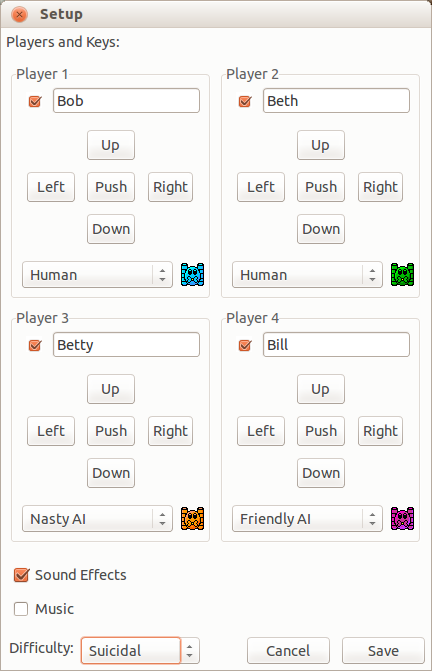 Setup
Players and Keys:
Player 1
Bob
Up
Left Push Right
Down
Human
Player 2
Beth
Up
Left Push Right
Down
Human
Player 3
Betty
Up
Left Push Right
Down
Nasty AI
Player 4
Bill
Up
Left Push Right
Down
Friendly AI
Sound Effects
Music
Difficulty: Suicidal Cancel Save